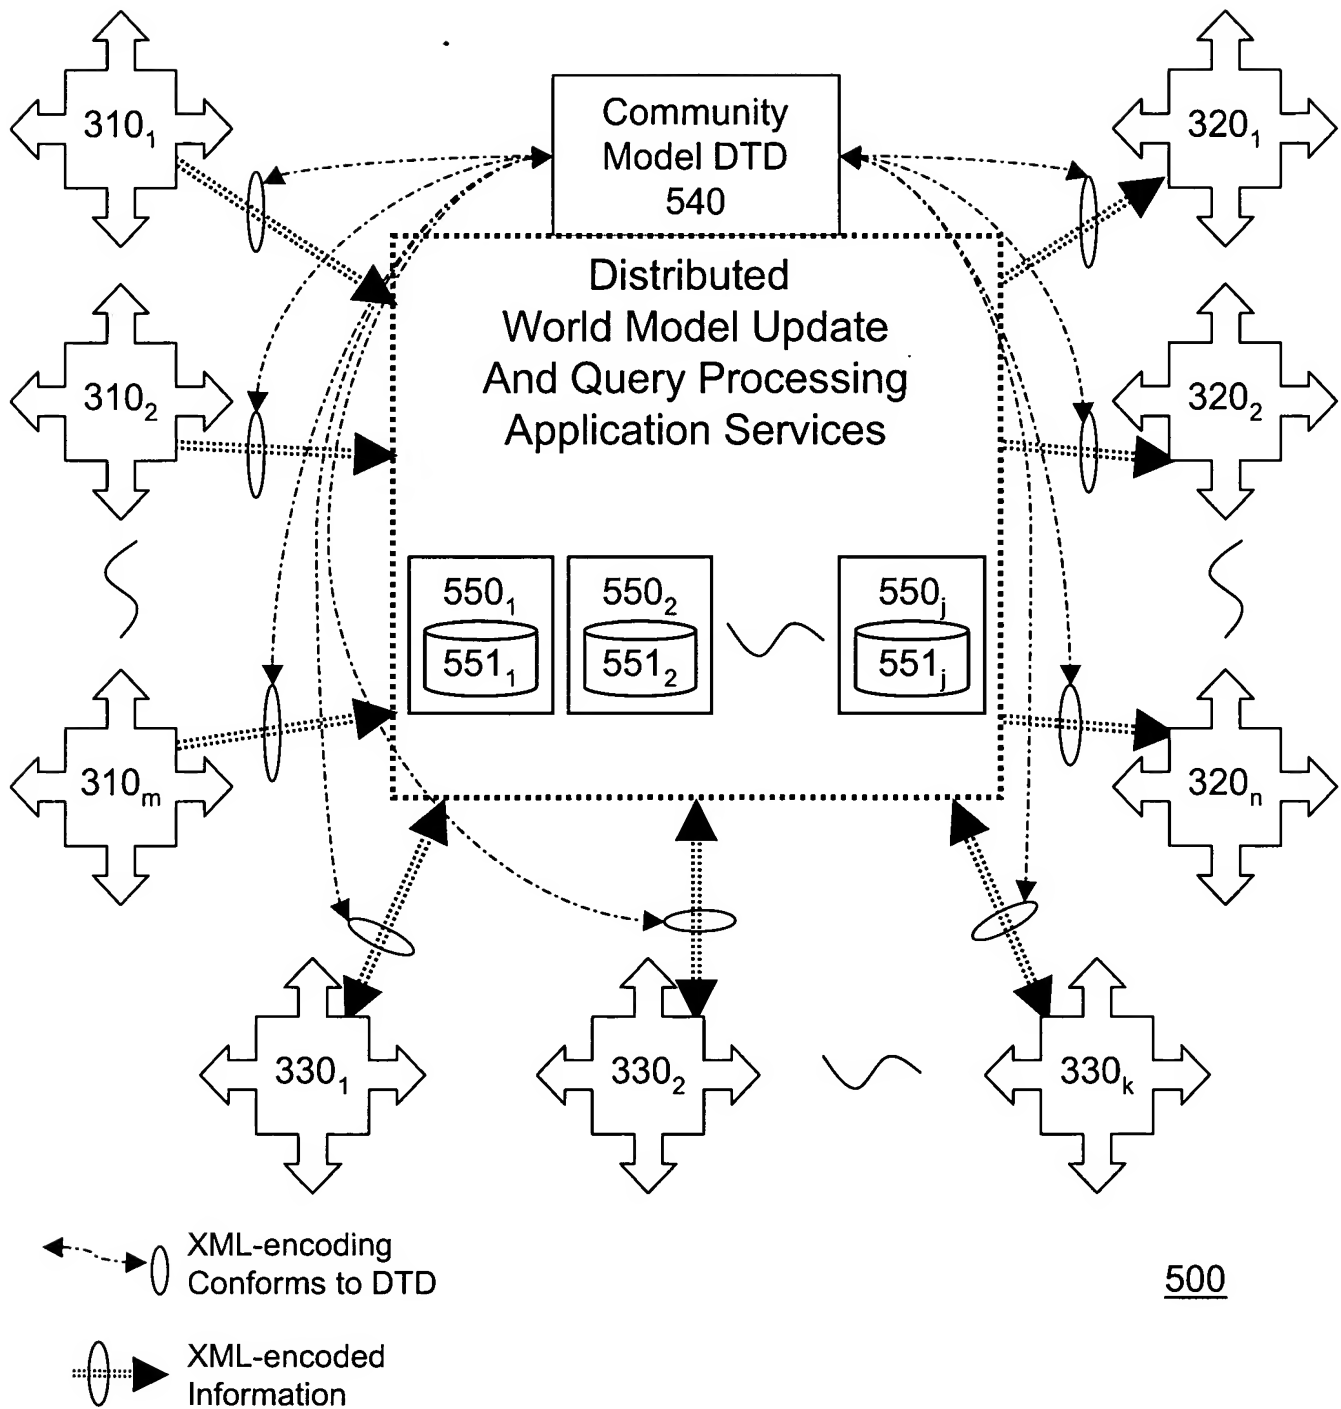 310₁
Community
Model DTD
540
320₁
Distributed
World Model Update
And Query Processing
Application Services
310₂
320₂
550₁
551₁
550₂
551₂
550ⱼ
551ⱼ
310ₘ
320ₙ
330₁
330₂
330ₖ
XML-encoding
Conforms to DTD
500
XML-encoded
Information